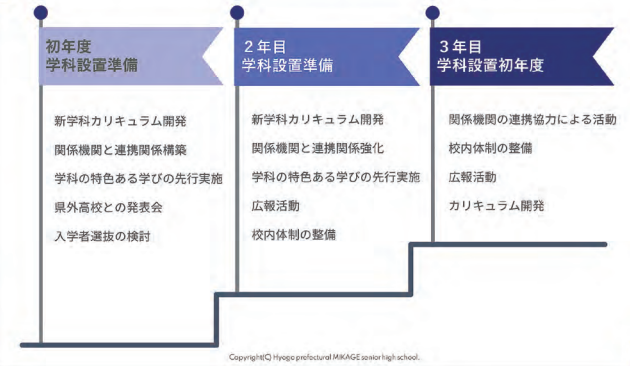 初年度
学科設置準備
新学科カリキュラム開発
関係機関と連携関係構築
学科の特色ある学びの先行実施
県外高校との発表会
入学者選抜の検討
２年目
学科設置準備
新学科カリキュラム開発
関係機関と連携関係強化
学科の特色ある学びの先行実施
広報活動
校内体制の整備
３年目
学科設置初年度
関係機関の連携協力による活動
校内体制の整備
広報活動
カリキュラム開発
Copyright(C) Hyogo prefectural MIKAGE senior high school.